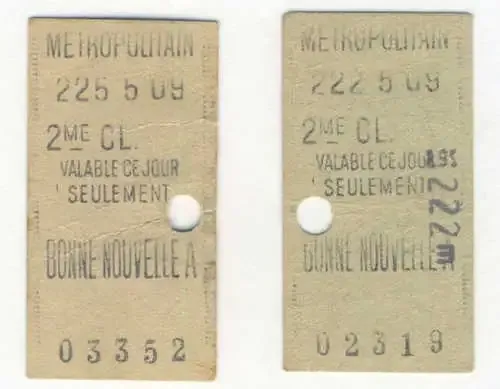 METROPOLITAIN
225 5 09
2ME CL.
VALABLE CE JOUR
SEULEMENT
BONNE-NOUVELLE A
03352
METROPOLITAIN
222 5 09
2ME CL.
VALABLE CE JOUR
SEULEMENT
BONNE NOUVELLE A
02319
222m